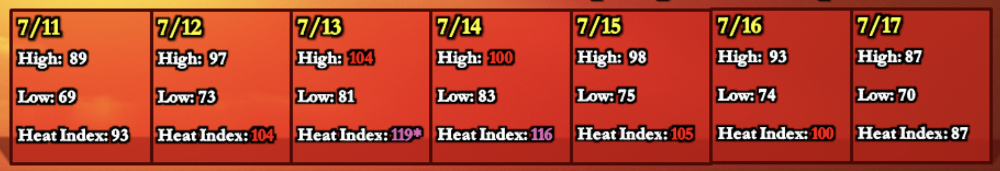 7/11
High: 89
Low: 69
Heat Index: 93
7/12
High: 97
Low: 73
Heat Index: 104
7/13
High: 104
Low: 81
Heat Index: 119*
7/14
High: 100
Low: 83
Heat Index: 116
7/15
High: 98
Low: 75
Heat Index: 105
7/16
High: 93
Low: 74
Heat Index: 100
7/17
High: 87
Low: 70
Heat Index: 87